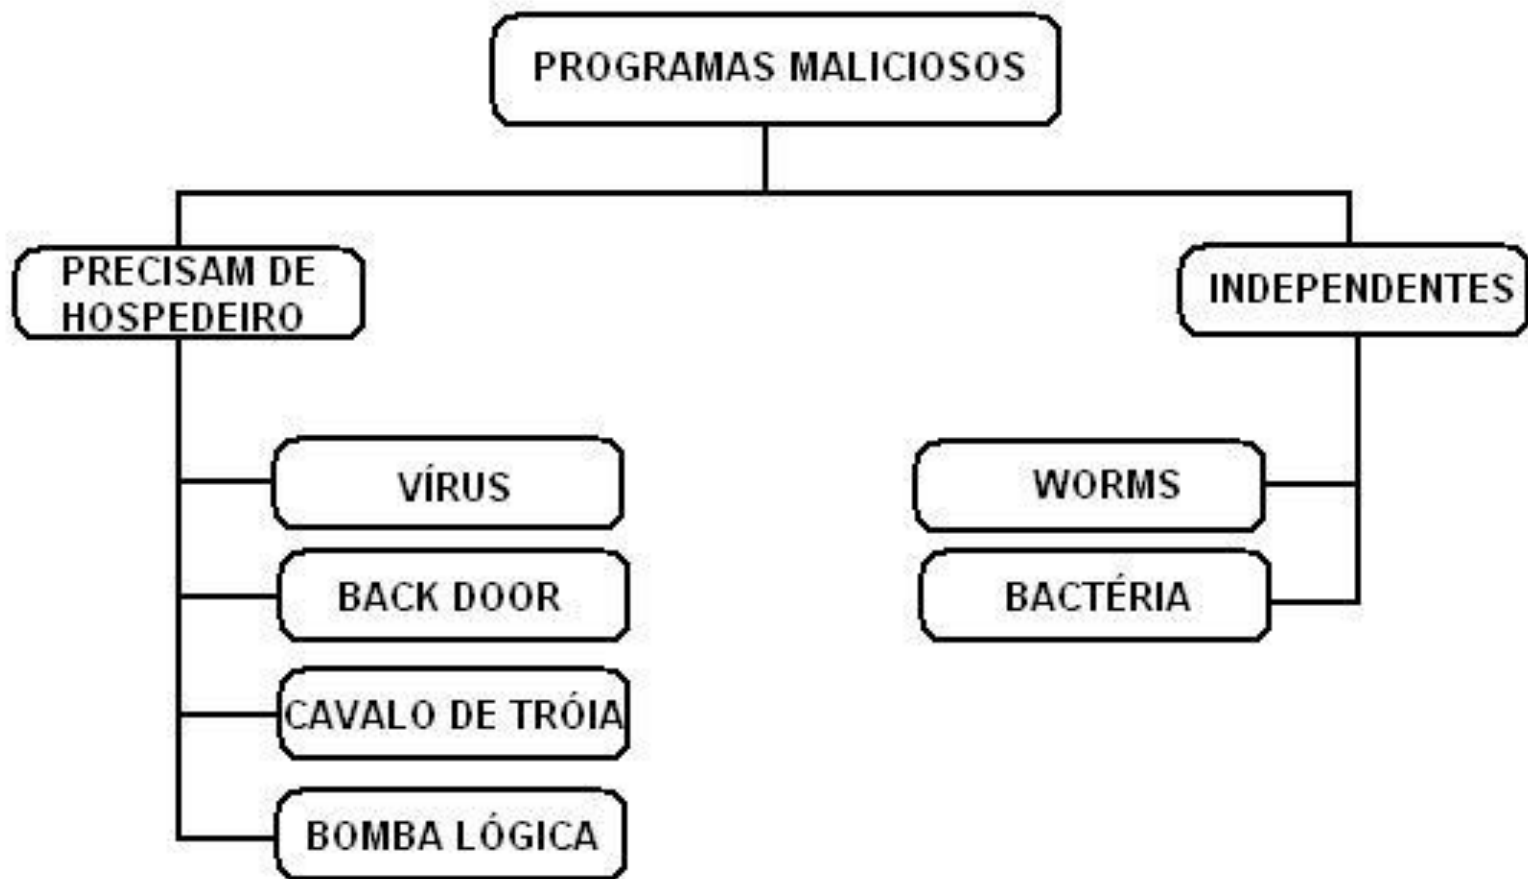 PROGRAMAS MALICIOSOS
PRECISAM DE
HOSPEDEIRO
INDEPENDENTES
VÍRUS
BACK DOOR
CAVALO DE TRÓIA
BOMBA LÓGICA
WORMS
BACTÉRIA